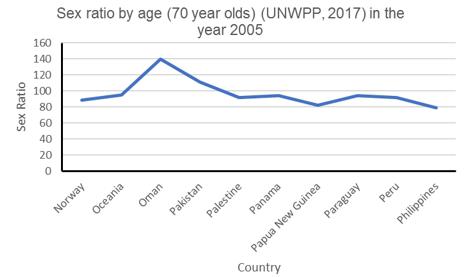 Sex ratio by age (70 year olds) (UNWPP, 2017) in the
year 2005
160
140
120
100
80
60
40
20
0
Sex Ratio
Norway
Oceania
Oman
Pakistan
Palestine
Panama
Papua New Guinea
Paraguay
Peru
Philippines
Country